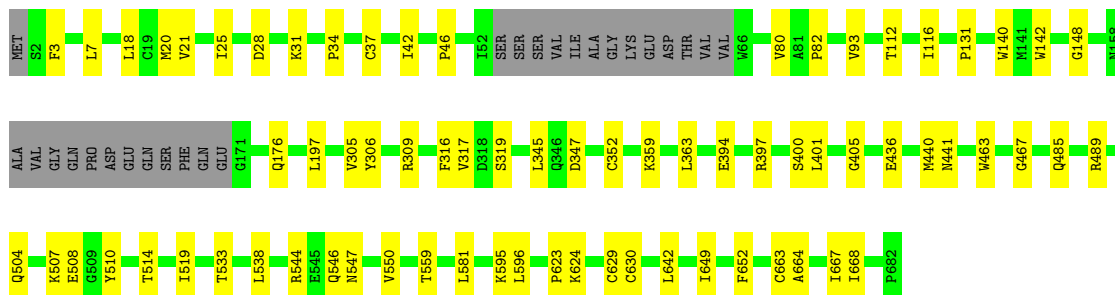 MET S2 F3 L7 L18 C19 M20 V21 I25 D28 K31 P34 C37 I42 P46 I52 SER SER SER VAL ILE ALA GLY LYS GLU ASP THR VAL VAL W66 V80 A81 P82 V93 T112 I116 P131 W140 M141 W142 G148 N158
ALA VAL GLY GLN PRO ASP GLU GLN SER PHE GLN GLU G171 Q176 L197 V305 Y306 R309 F316 V317 D318 S319 L345 Q346 D347 C352 K359 L363 E394 R397 S400 L401 G405 E436 M440 N441 W463 G467 Q485 R489
Q504 K507 E508 G509 Y510 T514 I519 T533 L538 R544 E545 Q546 N547 V550 T559 L581 K595 L596 P623 K624 C629 C630 L642 I649 F652 C663 A664 I667 I668 P682